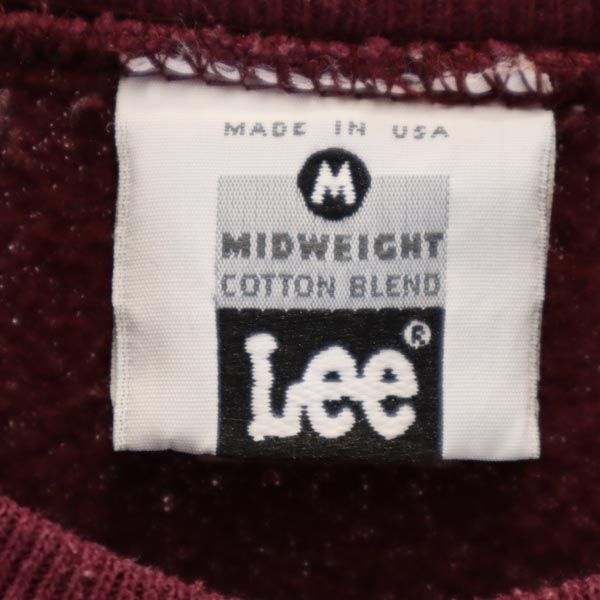 MADE IN USA
M
MIDWEIGHT
COTTON BLEND
Lee®